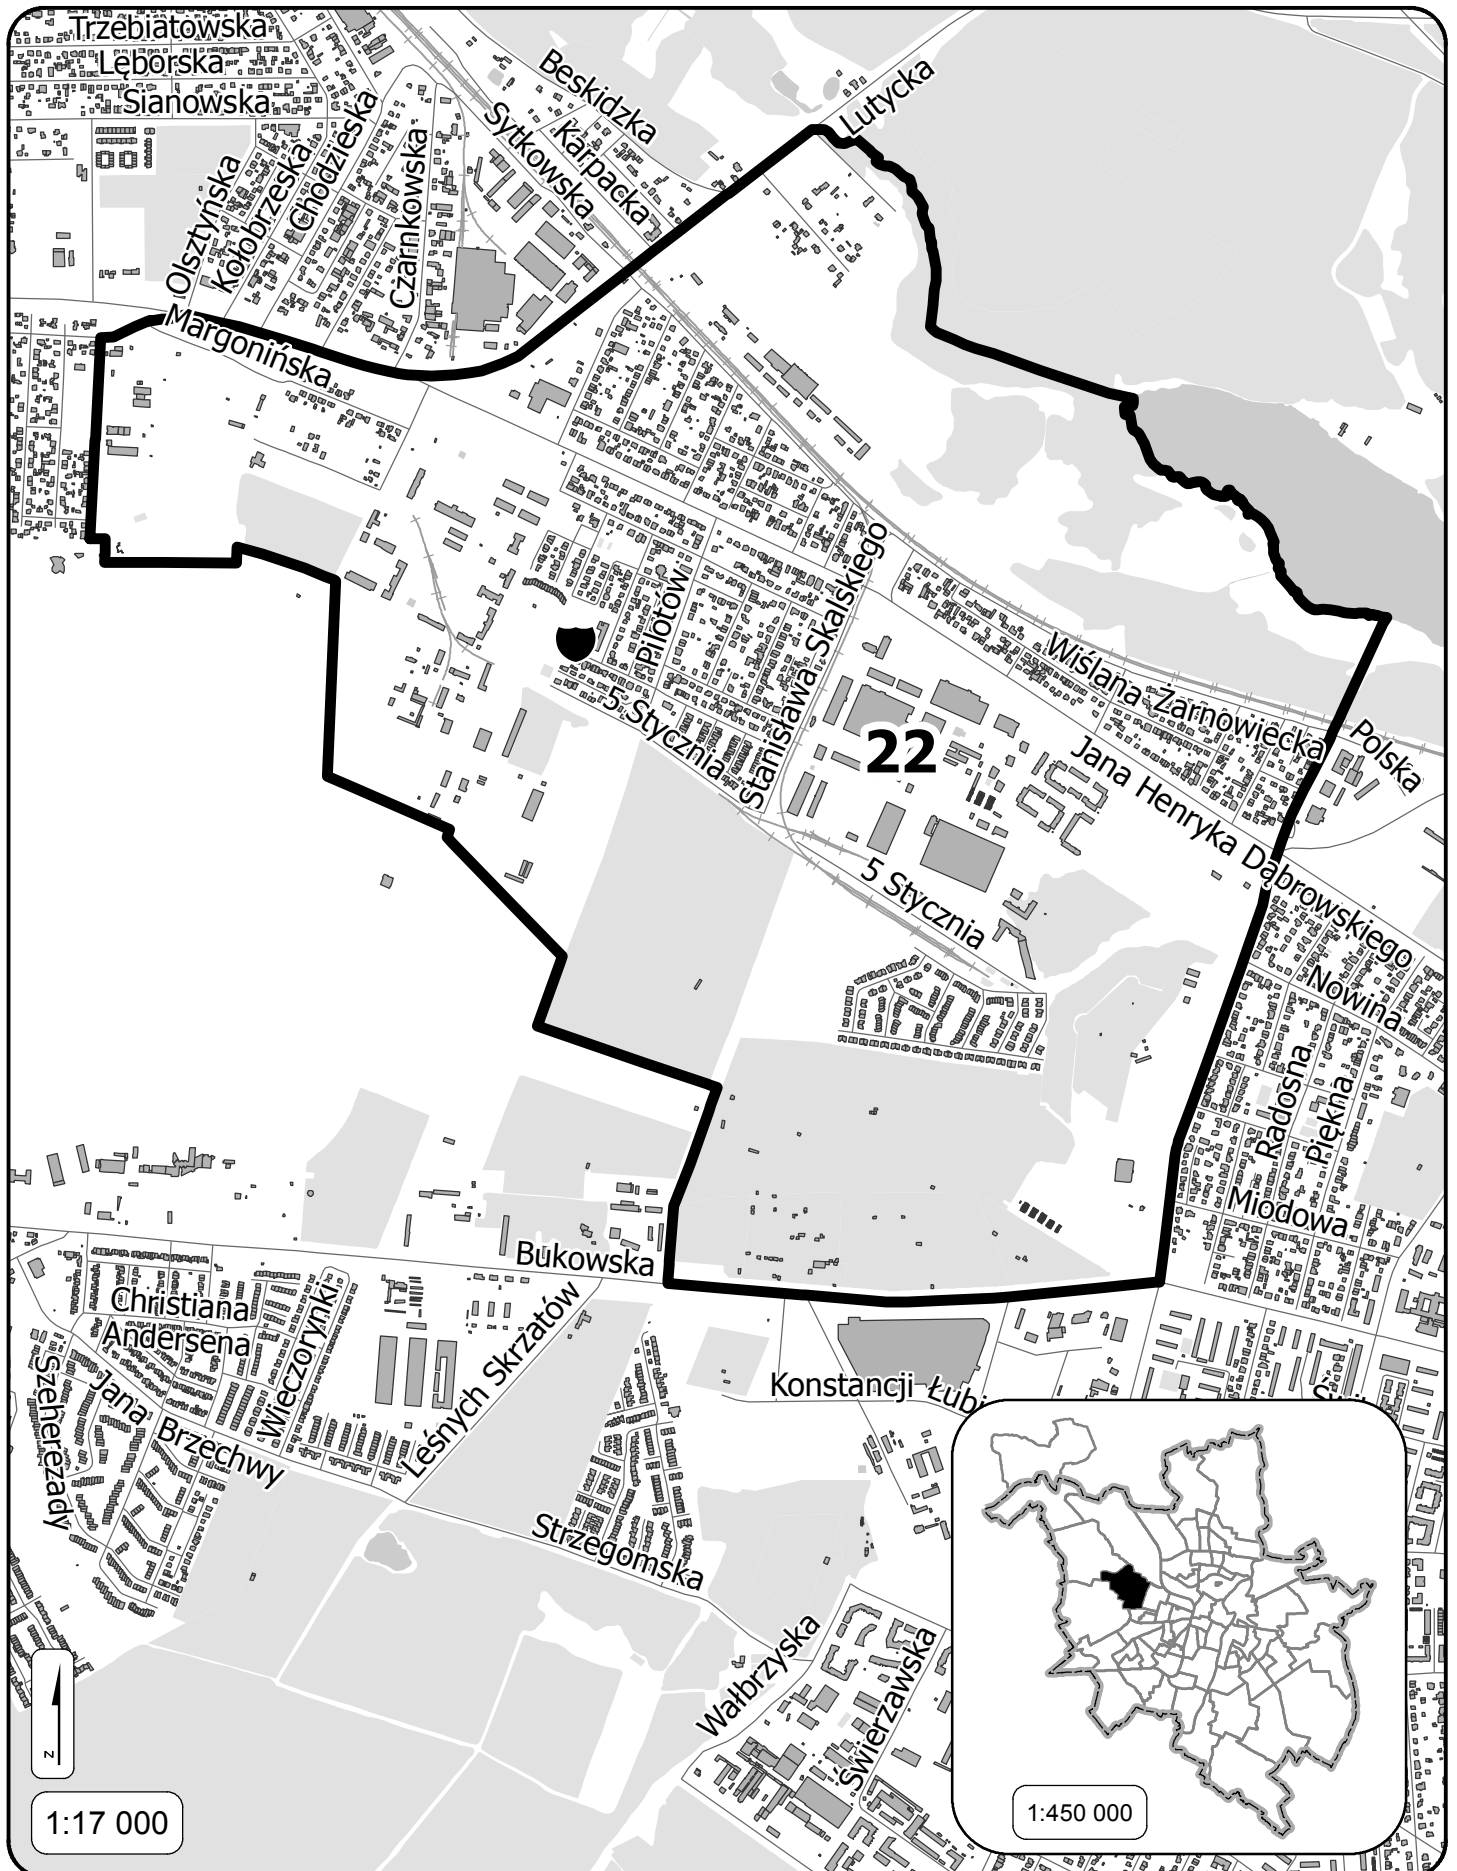 Trzebiatowska
Lęborska
Sianowska
Beskidzka
Lutycka
Sytkowska
Karpacka
Chodzieska
Kołobrzeska
Olsztyńska
Czarnkowska
Margonińska
Stanisława Skalskiego
Pilotów
5 Stycznia
22
Wiślana
Żarnowiecka
Polska
Jana Henryka Dąbrowskiego
5 Stycznia
Nowina
Radosna
Piękna
Miodowa
Bukowska
Christiana
Andersena
Wieczorynki
Leśnych Skrzatów
Szeherezady
Jana Brzechwy
Konstancji Łubi
Strzegomska
Wałbrzyska
Świerzawska
N
1:17 000
1:450 000